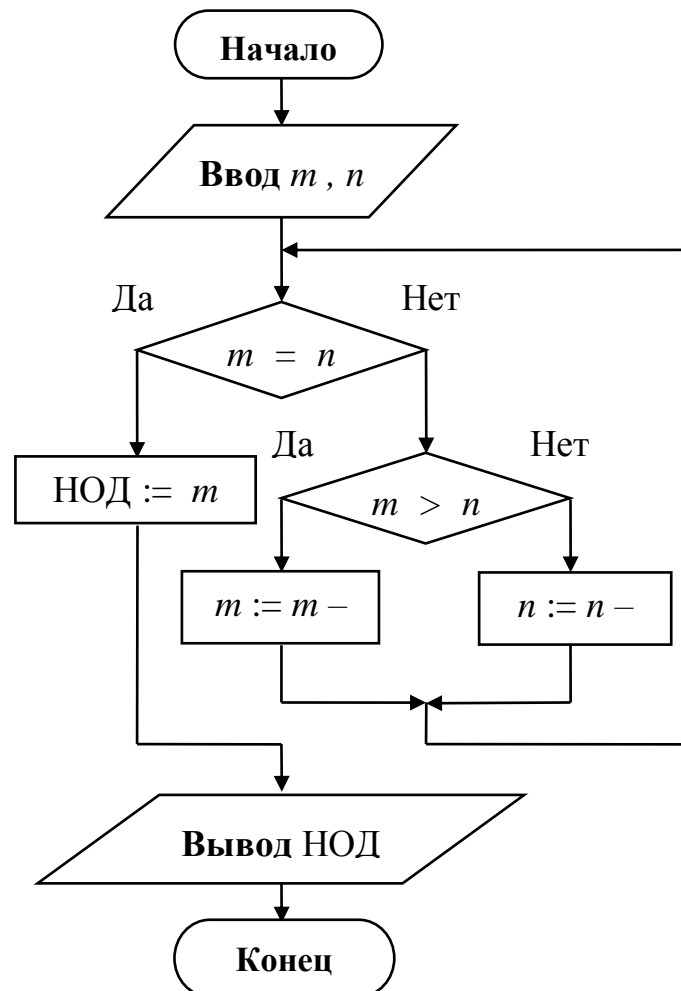 Начало
Ввод m , n
Да
Нет
m = n
Да
Нет
НОД := m
m > n
m := m –
n := n –
Вывод НОД
Конец